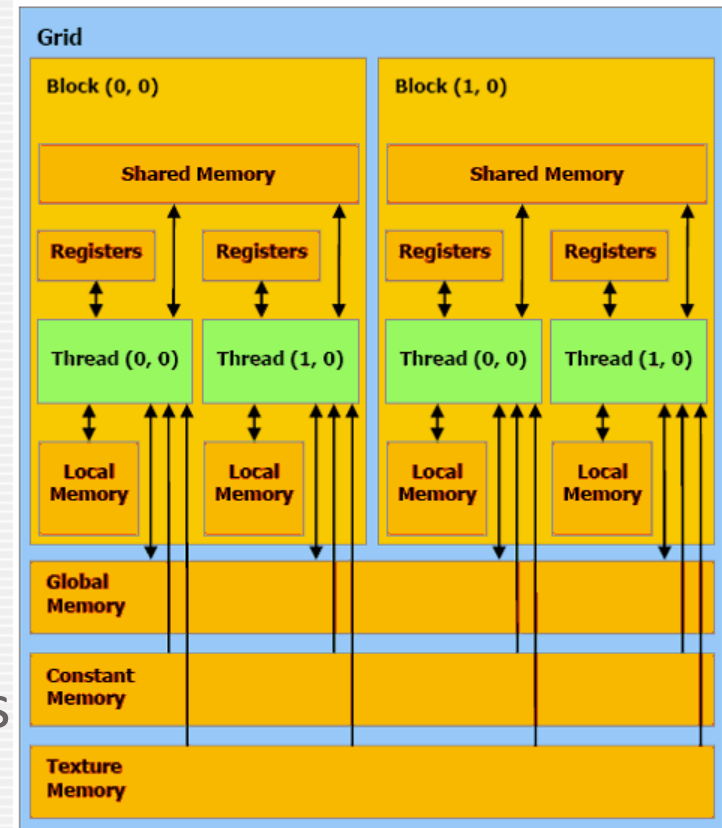 Grid
Block (0, 0)
Block (1, 0)
Shared Memory
Shared Memory
Registers
Registers
Registers
Registers
Thread (0, 0)
Thread (1, 0)
Thread (0, 0)
Thread (1, 0)
Local
Memory
Local
Memory
Local
Memory
Local
Memory
Global
Memory
Constant
Memory
s
Texture
Memory